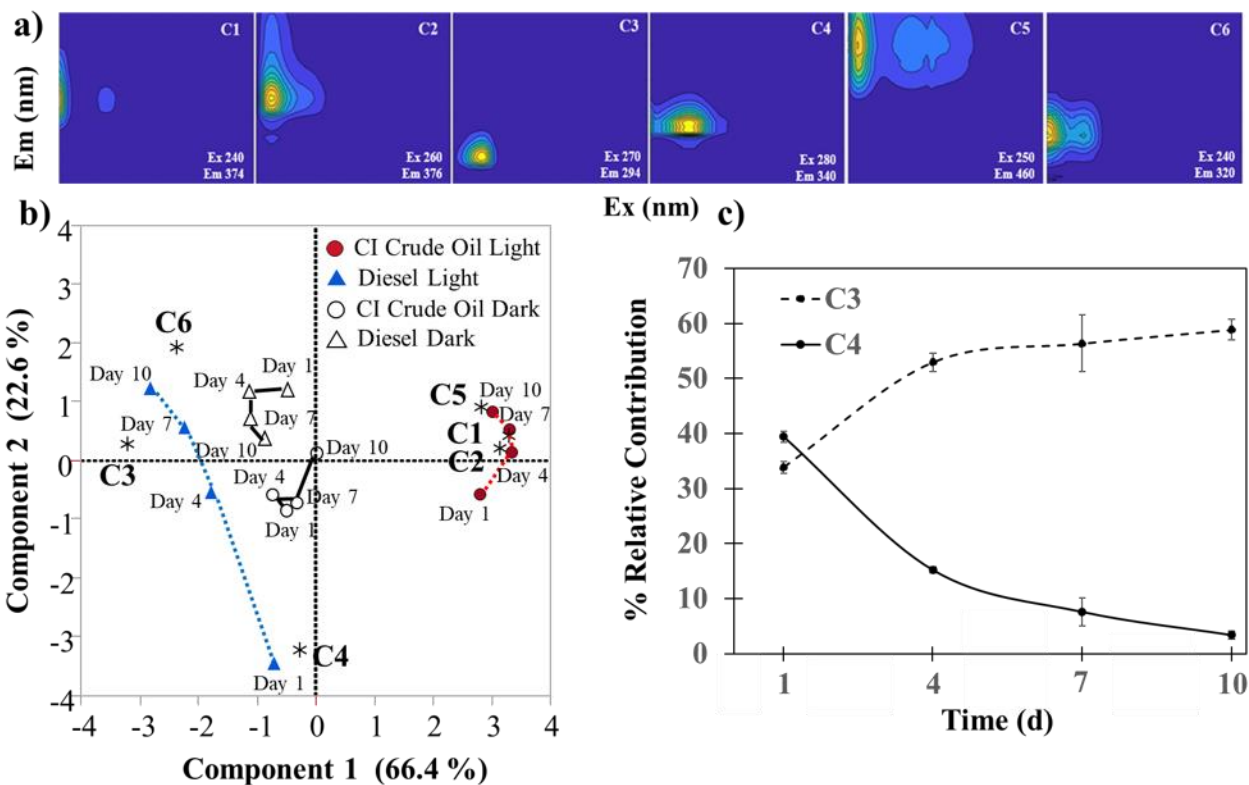 a)
C1
C2
C3
C4
C5
C6
Em (nm)
Ex 240
Em 374
Ex 260
Em 376
Ex 270
Em 294
Ex 280
Em 340
Ex 250
Em 460
Ex 240
Em 320
Ex (nm)
b)
Component 2 (22.6 %)
4
3
2
1
0
-1
-2
-3
-4
CI Crude Oil Light
Diesel Light
CI Crude Oil Dark
Diesel Dark
C6
Day 10
Day 7
C3
Day 4
Day 1
Day 4
Day 1
Day 7
Day 10
Day 10
Day 4
Day 7
Day 1
C4
C5
Day 10
Day 7
C1
C2
Day 4
Day 1
-4
-3
-2
-1
0
1
2
3
4
Component 1 (66.4 %)
c)
% Relative Contribution
70
60
50
40
30
20
10
0
C3
C4
1
4
7
10
Time (d)